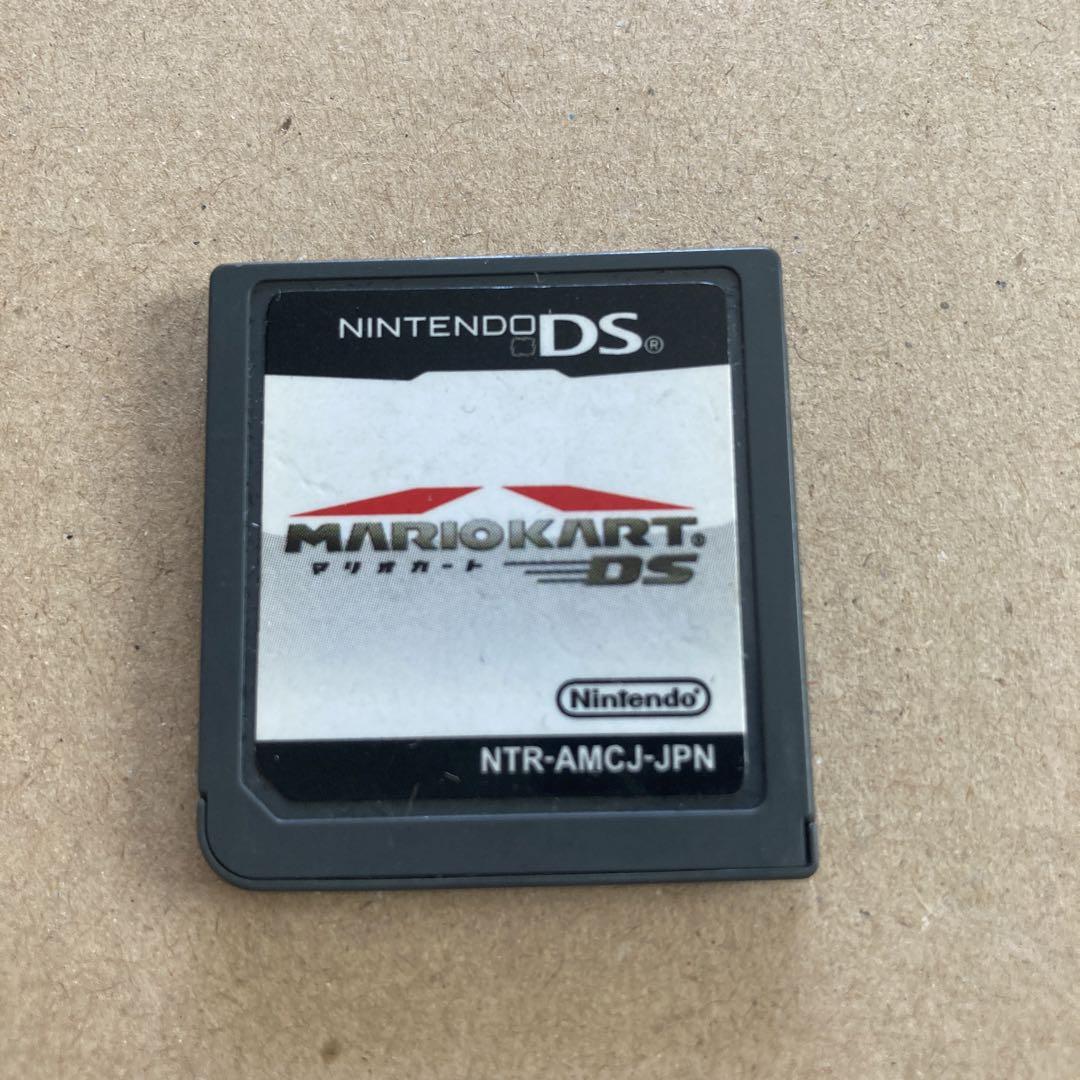 NINTENDO DS®
MARIOKART®
マリオカート DS
Nintendo®
NTR-AMCJ-JPN